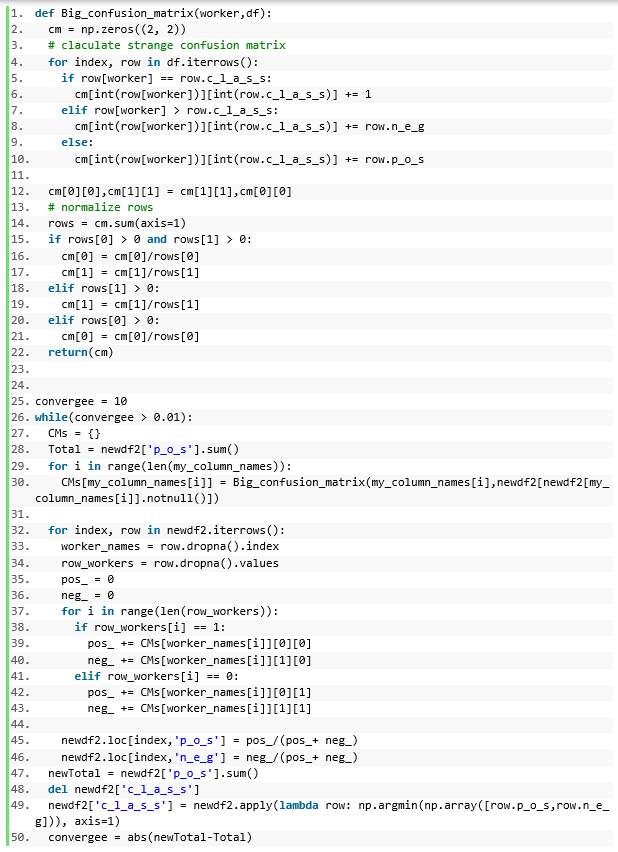 1. def Big_confusion_matrix(worker,df):
2. cm = np.zeros((2, 2))
3. # claculate strange confusion matrix
4. for index, row in df.iterrows():
5. if row[worker] == row.c_l_a_s_s:
6. cm[int(row[worker])][int(row.c_l_a_s_s)] += 1
7. elif row[worker] > row.c_l_a_s_s:
8. cm[int(row[worker])][int(row.c_l_a_s_s)] += row.n_e_g
9. else:
10. cm[int(row[worker])][int(row.c_l_a_s_s)] += row.p_o_s
11.
12. cm[0][0],cm[1][1] = cm[1][1],cm[0][0]
13. # normalize rows
14. rows = cm.sum(axis=1)
15. if rows[0] > 0 and rows[1] > 0:
16. cm[0] = cm[0]/rows[0]
17. cm[1] = cm[1]/rows[1]
18. elif rows[1] > 0:
19. cm[1] = cm[1]/rows[1]
20. elif rows[0] > 0:
21. cm[0] = cm[0]/rows[0]
22. return(cm)
23.
24.
25. convergee = 10
26. while(convergee > 0.01):
27. CMs = {}
28. Total = newdf2['p_o_s'].sum()
29. for i in range(len(my_column_names)):
30. CMs[my_column_names[i]] = Big_confusion_matrix(my_column_names[i],newdf2[newdf2[my_
column_names[i]].notnull()])
31.
32. for index, row in newdf2.iterrows():
33. worker_names = row.dropna().index
34. row_workers = row.dropna().values
35. pos_ = 0
36. neg_ = 0
37. for i in range(len(row_workers)):
38. if row_workers[i] == 1:
39. pos_ += CMs[worker_names[i]][0][0]
40. neg_ += CMs[worker_names[i]][1][0]
41. elif row_workers[i] == 0:
42. pos_ += CMs[worker_names[i]][0][1]
43. neg_ += CMs[worker_names[i]][1][1]
44.
45. newdf2.loc[index,'p_o_s'] = pos_/(pos_+ neg_)
46. newdf2.loc[index,'n_e_g'] = neg_/(pos_+ neg_)
47. newTotal = newdf2['p_o_s'].sum()
48. del newdf2['c_l_a_s_s']
49. newdf2['c_l_a_s_s'] = newdf2.apply(lambda row: np.argmin(np.array([row.p_o_s,row.n_e_
g])), axis=1)
50. convergee = abs(newTotal-Total)